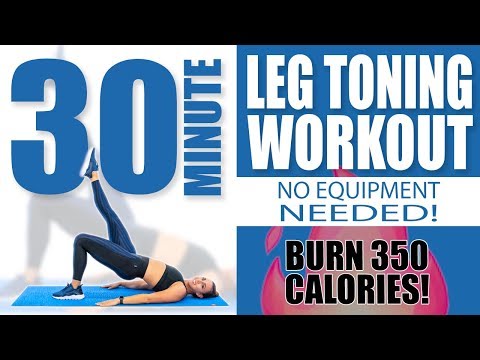 30
MINUTE
LEG TONING
WORKOUT
NO EQUIPMENT
NEEDED!
BURN 350
CALORIES!